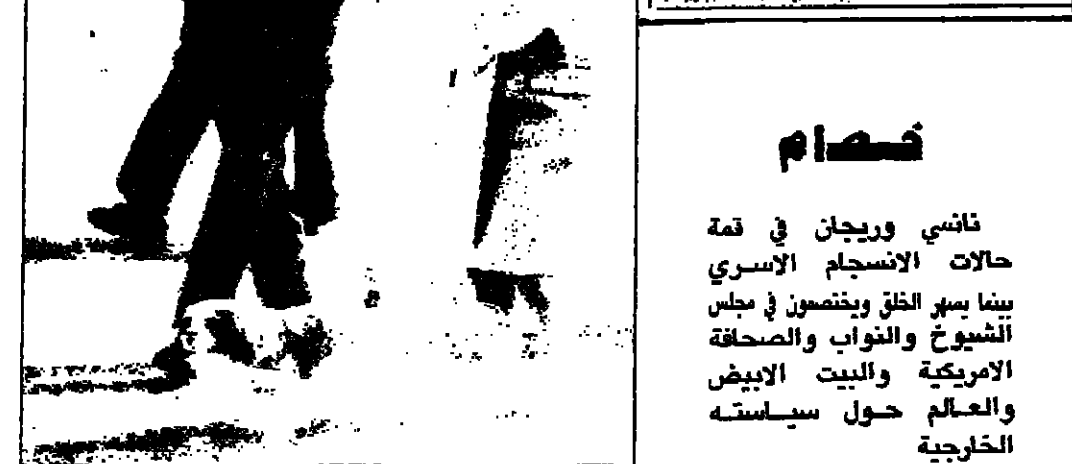 خصام
نانسي وريجان في قمة
حالات الانسجام الاسري
بينما يسهر الخلق ويختصمون في مجلس
الشيوخ والنواب والصحافة
الامريكية والبيت الابيض
والعالم حول سياسته
الخارجية